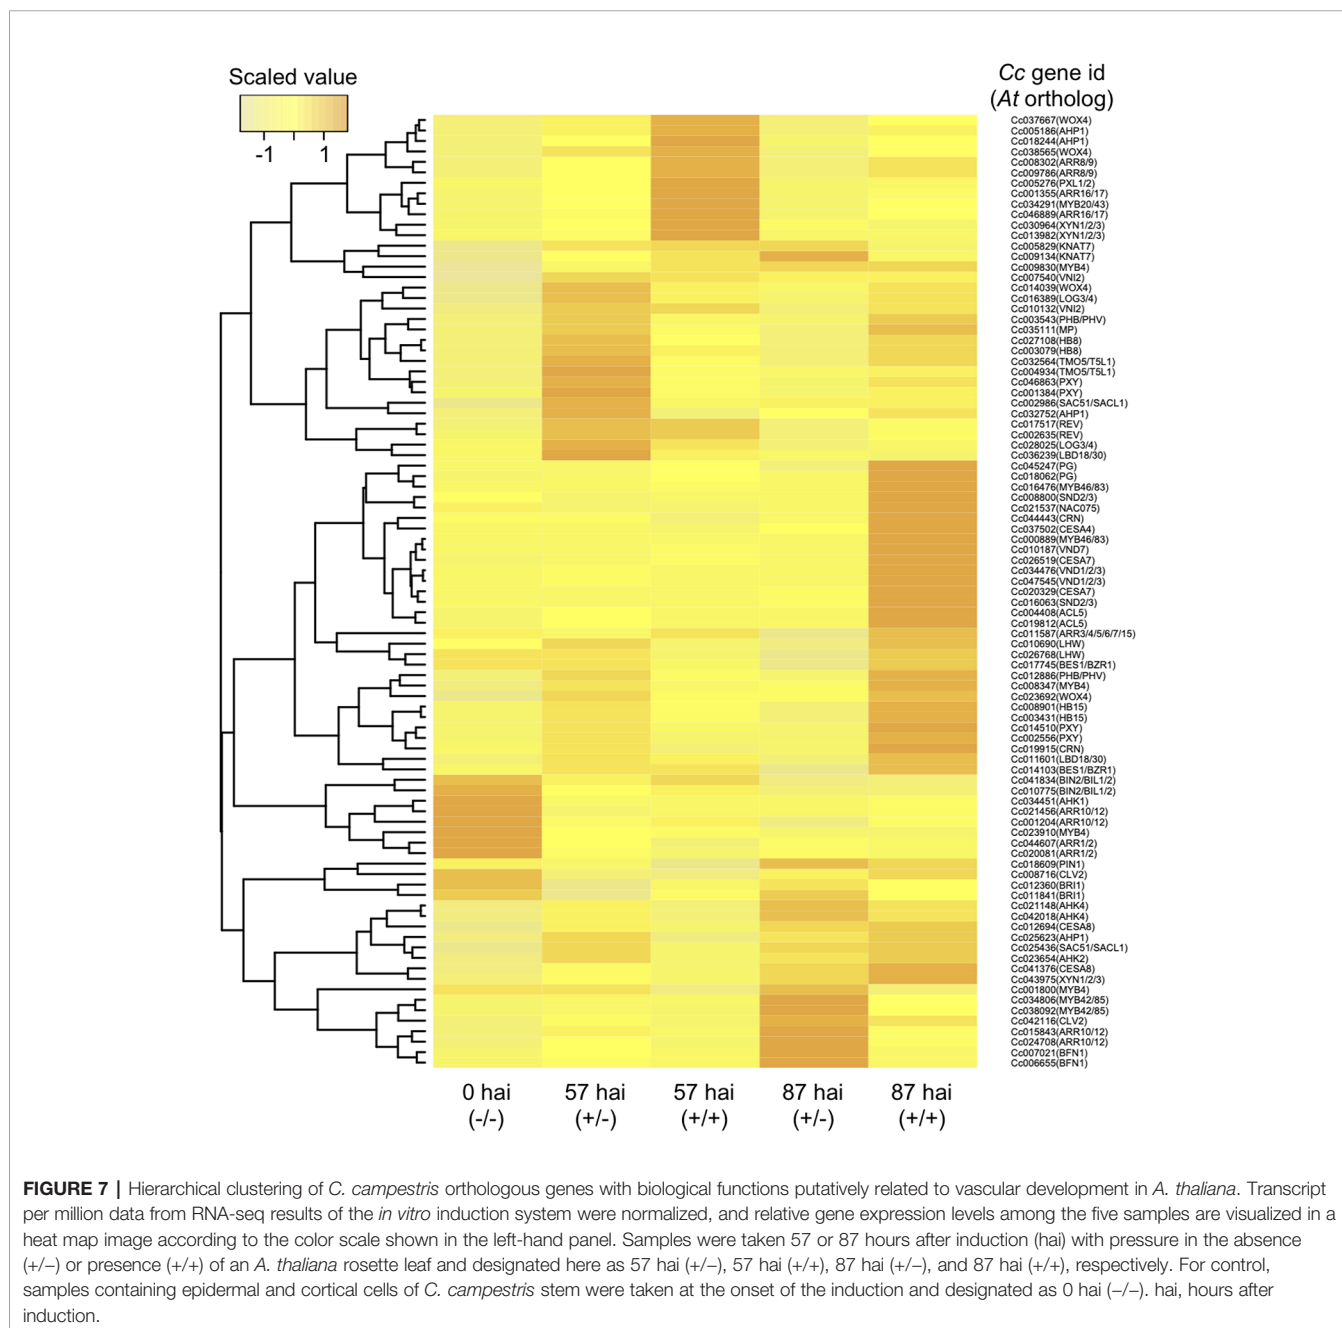 Scaled value
-1 1
Cc gene id
(At ortholog)
Cc037667(WOX4)
Cc005186(AHP1)
Cc018244(AHP1)
Cc038565(WOX4)
Cc008302(ARR8/9)
Cc009786(ARR8/9)
Cc005276(PXL1/2)
Cc001355(ARR16/17)
Cc034291(MYB20/43)
Cc046889(ARR16/17)
Cc030964(XYN1/2/3)
Cc013982(XYN1/2/3)
Cc005829(KNAT7)
Cc009134(KNAT7)
Cc009830(MYB4)
Cc007540(VNI2)
Cc014039(WOX4)
Cc016389(LOG3/4)
Cc010132(VNI2)
Cc003543(PHB/PHV)
Cc035111(MP)
Cc027108(HB8)
Cc003079(HB8)
Cc032564(TMO5/T5L1)
Cc004934(TMO5/T5L1)
Cc046863(PXY)
Cc001384(PXY)
Cc002986(SAC51/SACL1)
Cc032752(AHP1)
Cc017517(REV)
Cc002635(REV)
Cc028025(LOG3/4)
Cc036239(LBD18/30)
Cc045247(PG)
Cc018062(PG)
Cc016476(MYB46/83)
Cc008800(SND2/3)
Cc021537(NAC075)
Cc044443(CRN)
Cc037502(CESA4)
Cc000889(MYB46/83)
Cc010187(VND7)
Cc026519(CESA7)
Cc034476(VND1/2/3)
Cc047545(VND1/2/3)
Cc020329(CESA7)
Cc016063(SND2/3)
Cc004408(ACL5)
Cc019812(ACL5)
Cc011587(ARR3/4/5/6/7/15)
Cc010690(LHW)
Cc026768(LHW)
Cc017745(BES1/BZR1)
Cc012886(PHB/PHV)
Cc008347(MYB4)
Cc023692(WOX4)
Cc008901(HB15)
Cc003431(HB15)
Cc014510(PXY)
Cc002556(PXY)
Cc019915(CRN)
Cc011601(LBD18/30)
Cc014103(BES1/BZR1)
Cc041834(BIN2/BIL1/2)
Cc010775(BIN2/BIL1/2)
Cc034451(AHK1)
Cc021456(ARR10/12)
Cc001204(ARR10/12)
Cc023910(MYB4)
Cc044607(ARR1/2)
Cc020081(ARR1/2)
Cc018609(PIN1)
Cc008716(CLV2)
Cc012360(BRI1)
Cc011841(BRI1)
Cc021148(AHK4)
Cc042018(AHK4)
Cc012694(CESA8)
Cc025623(AHP1)
Cc025436(SAC51/SACL1)
Cc023654(AHK2)
Cc041376(CESA8)
Cc043975(XYN1/2/3)
Cc001800(MYB4)
Cc034806(MYB42/85)
Cc038092(MYB42/85)
Cc042116(CLV2)
Cc015843(ARR10/12)
Cc024708(ARR10/12)
Cc007021(BFN1)
Cc006655(BFN1)
0 hai 57 hai 57 hai 87 hai 87 hai
(-/-) (+/-) (+/+) (+/-) (+/+)
FIGURE 7 | Hierarchical clustering of C. campestris orthologous genes with biological functions putatively related to vascular development in A. thaliana. Transcript
per million data from RNA-seq results of the in vitro induction system were normalized, and relative gene expression levels among the five samples are visualized in a
heat map image according to the color scale shown in the left-hand panel. Samples were taken 57 or 87 hours after induction (hai) with pressure in the absence
(+/−) or presence (+/+) of an A. thaliana rosette leaf and designated here as 57 hai (+/−), 57 hai (+/+), 87 hai (+/−), and 87 hai (+/+), respectively. For control,
samples containing epidermal and cortical cells of C. campestris stem were taken at the onset of the induction and designated as 0 hai (−/−). hai, hours after
induction.